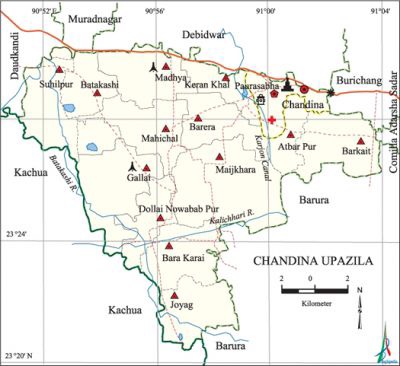 90°52' E
90°56'
91°00'
91°04'
Muradnagar
Debidwar
Daudkandi
Burichang
Comilla Adarsha Sadar
Suhilpur
Madhya
Keran Khal
Paurasabha
Batakashi
Chandina
Barera
Mahichal
Atbar Pur
Barkait
Karjon Canal
Kachua
Maijkhara
Gallai
Batakashi R.
Barura
Dollai Nowabab Pur
Kalichhari R.
23°24'
Bara Karai
CHANDINA UPAZILA
2 0 2
Kilometer
N
Joyag
Kachua
Barura
23°20' N